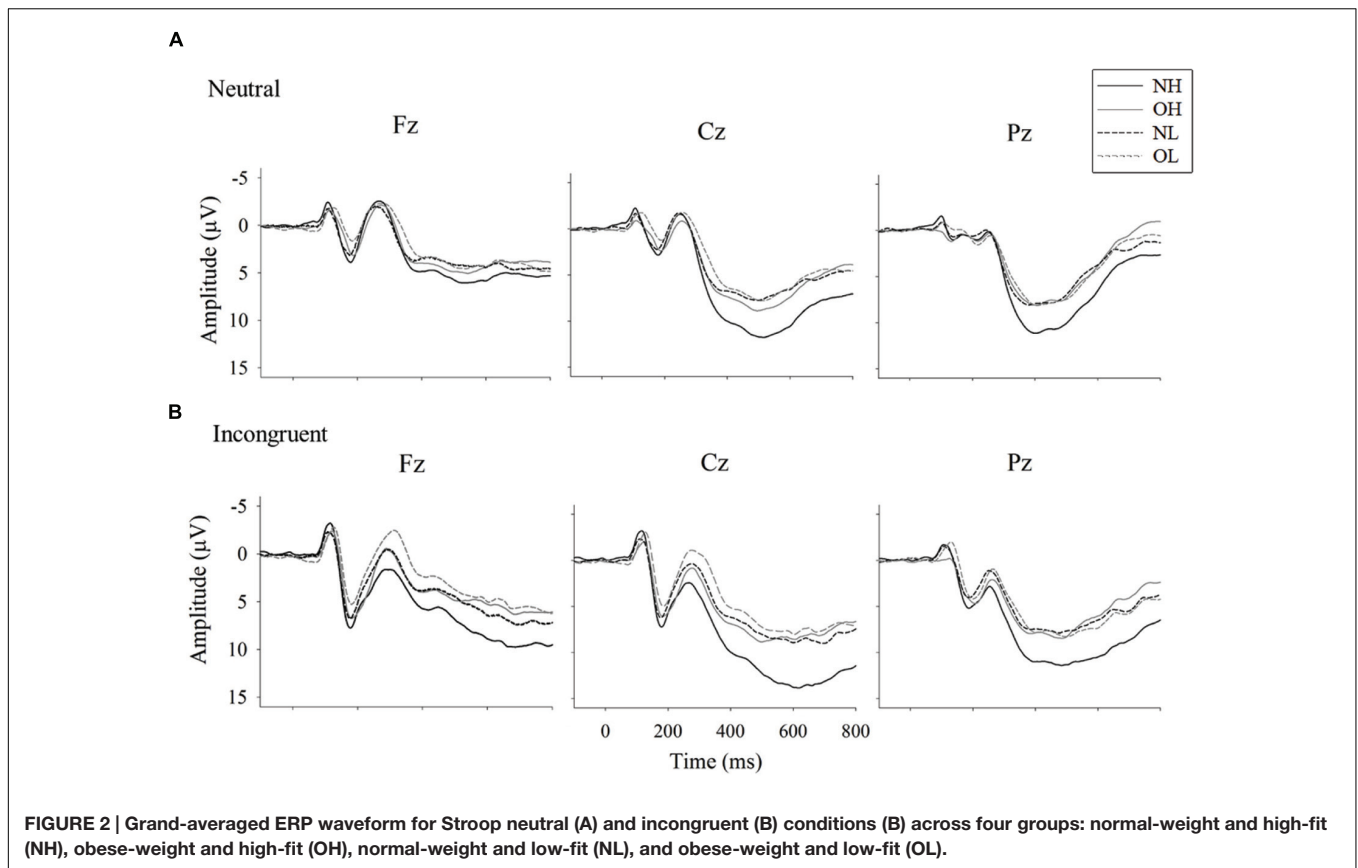 A
Neutral
NH
OH
NL
OL
Fz
Cz
Pz
-5
0
5
10
15
Amplitude (µV)
B
Incongruent
Fz
Cz
Pz
-5
0
5
10
15
Amplitude (µV)
0 200 400 600 800
Time (ms)
FIGURE 2 | Grand-averaged ERP waveform for Stroop neutral (A) and incongruent (B) conditions (B) across four groups: normal-weight and high-fit
(NH), obese-weight and high-fit (OH), normal-weight and low-fit (NL), and obese-weight and low-fit (OL).